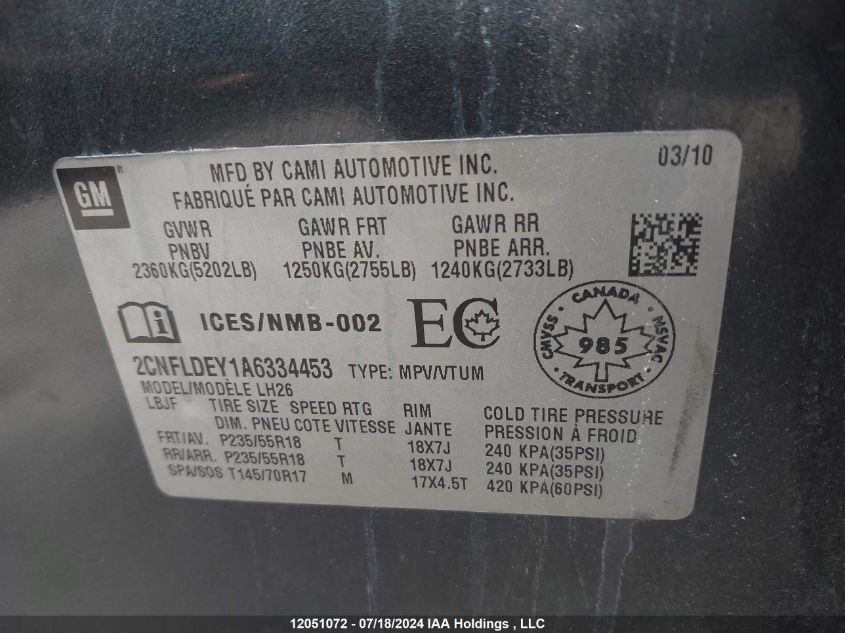 GM
MFD BY CAMI AUTOMOTIVE INC.
03/10
FABRIQUÉ PAR CAMI AUTOMOTIVE INC.
GVWR GAWR FRT GAWR RR
PNBV PNBE AV. PNBE ARR.
2360KG(5202LB) 1250KG(2755LB) 1240KG(2733LB)
i ICES/NMB-002 EC
CANADA
CMVSS 985 NSVAC
TRANSPORT
2CNFLDEY1A6334453 TYPE: MPV/VTUM
MODEL/MODÈLE LH26
LBJF TIRE SIZE SPEED RTG RIM COLD TIRE PRESSURE
DIM. PNEU COTE VITESSE JANTE PRESSION À FROID
FRT/AV. P235/55R18 T 18X7J 240 KPA(35PSI)
RR/ARR. P235/55R18 T 18X7J 240 KPA(35PSI)
SPA/SOS T145/70R17 M 17X4.5T 420 KPA(60PSI)
12051072 - 07/18/2024 IAA Holdings , LLC